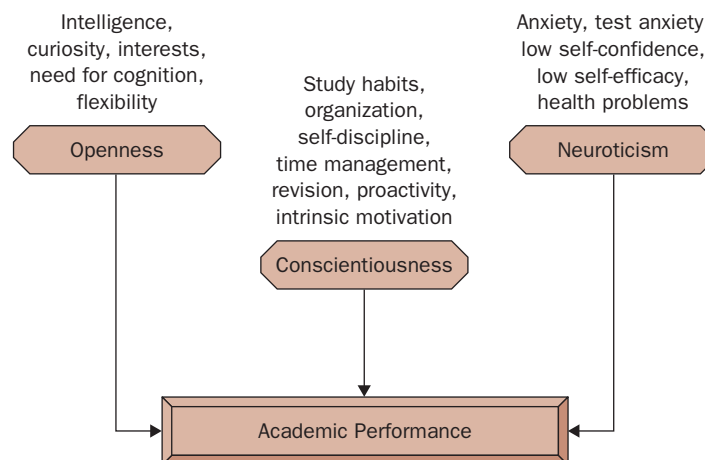 Intelligence,
curiosity, interests,
need for cognition,
flexibility
Openness
Study habits,
organization,
self-discipline,
time management,
revision, proactivity,
intrinsic motivation
Conscientiousness
Anxiety, test anxiety
low self-confidence,
low self-efficacy,
health problems
Neuroticism
Academic Performance